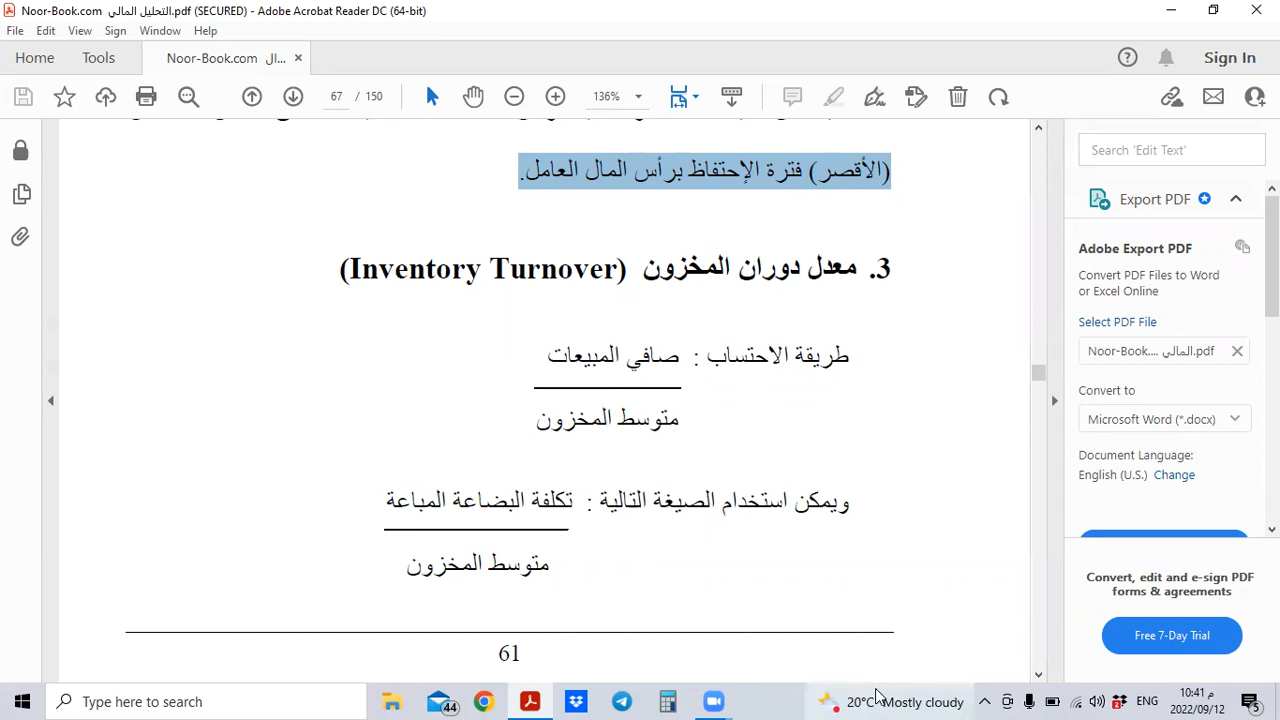 Noor-Book.com التحليل المالي.pdf (SECURED) - Adobe Acrobat Reader DC (64-bit)
File Edit View Sign Window Help
Home Tools Noor-Book.com ال... Sign In
67 / 150 136%
(الأقصر) فترة الإحتفاظ برأس المال العامل.
3. معدل دوران المخزون (Inventory Turnover)
طريقة الاحتساب : صافي المبيعات
متوسط المخزون
ويمكن استخدام الصيغة التالية : تكلفة البضاعة المباعة
متوسط المخزون
61
Search 'Edit Text'
Export PDF
Adobe Export PDF
Convert PDF Files to Word
or Excel Online
Select PDF File
Noor-Book.... المالي.pdf
Convert to
Microsoft Word (*.docx)
Document Language:
English (U.S.) Change
Convert, edit and e-sign PDF
forms & agreements
Free 7-Day Trial
Type here to search 44 20°C Mostly cloudy ENG 10:41 م
2022/09/12 5